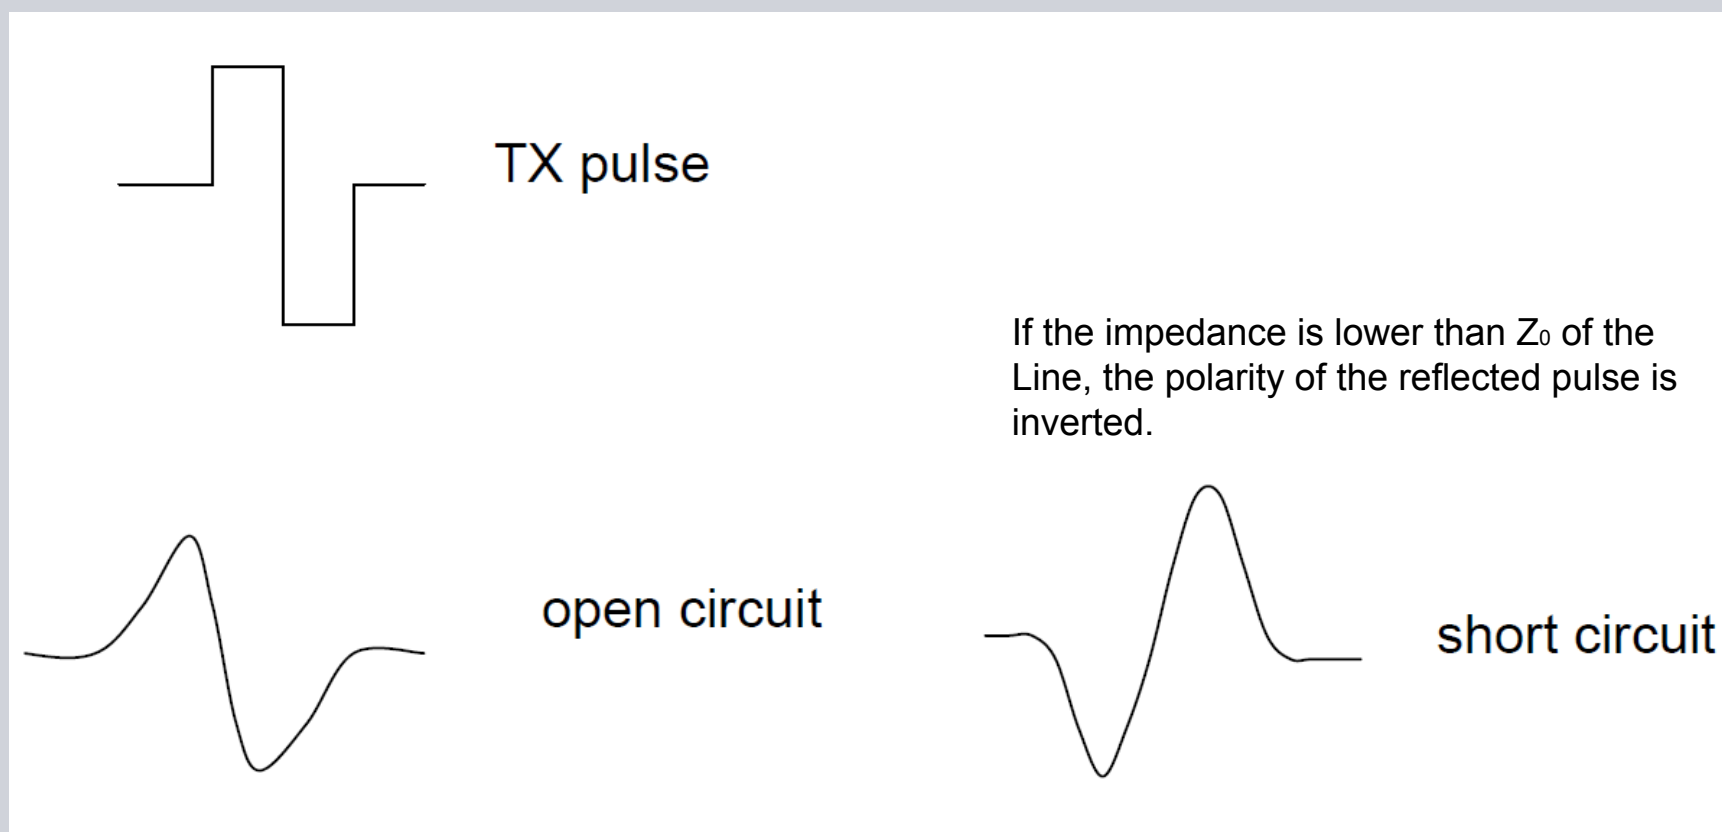 TX pulse
If the impedance is lower than Z₀ of the
Line, the polarity of the reflected pulse is
inverted.
open circuit
short circuit